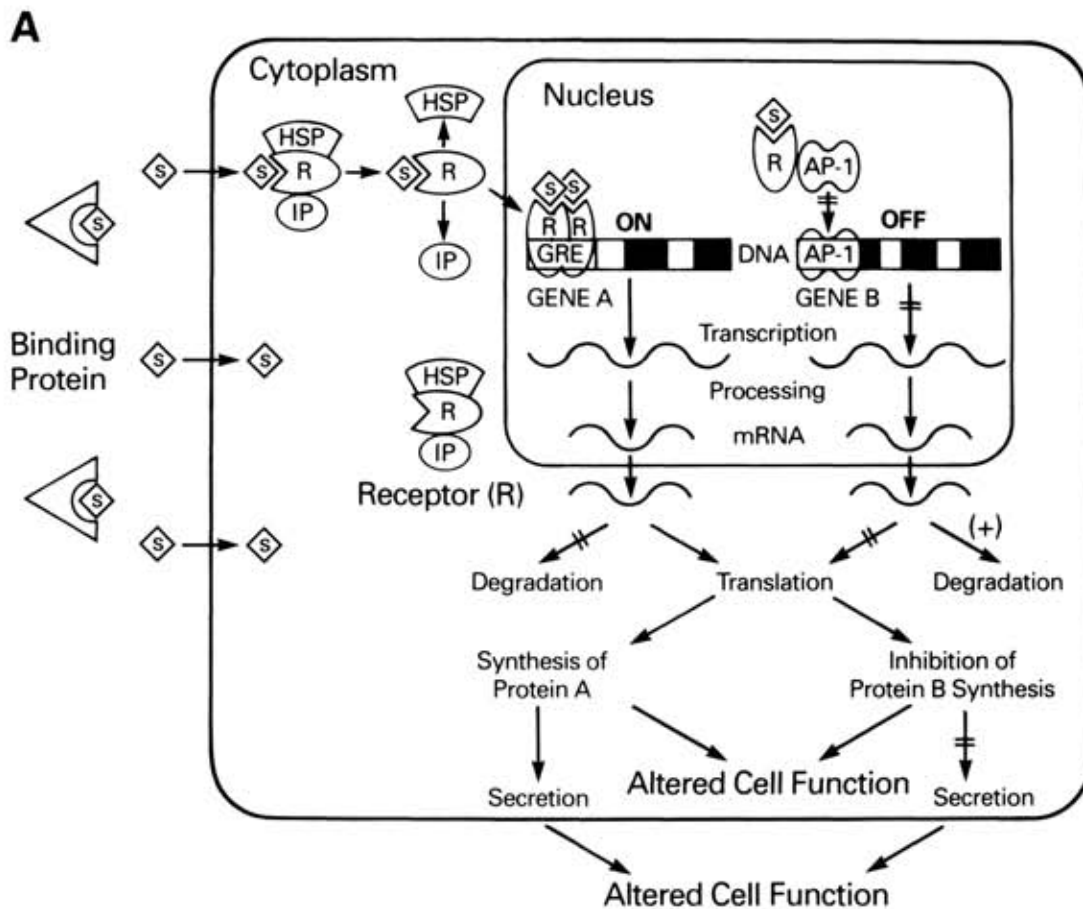 A
Cytoplasm
Nucleus
HSP
S
HSP
S
R
IP
S
R
IP
S
S
S
R
R
GRE
ON
GENE A
DNA
S
R
AP-1
AP-1
OFF
GENE B
Transcription
Processing
mRNA
Binding
Protein
S
S
HSP
R
IP
Receptor (R)
S
S
S
(+)
Degradation
Translation
Degradation
Synthesis of
Protein A
Inhibition of
Protein B Synthesis
Altered Cell Function
Secretion
Secretion
Altered Cell Function